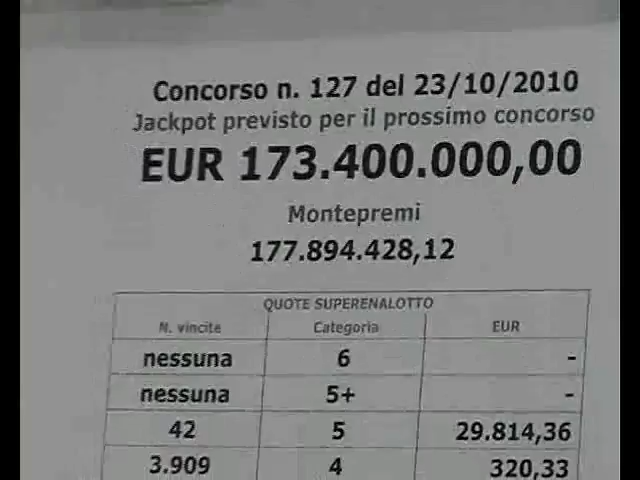 Concorso n. 127 del 23/10/2010
Jackpot previsto per il prossimo concorso
EUR 173.400.000,00
Montepremi
177.894.428,12
QUOTE SUPERENALOTTO
N. vincite Categoria EUR
nessuna 6 -
nessuna 5+ -
42 5 29.814,36
3.909 4 320,33